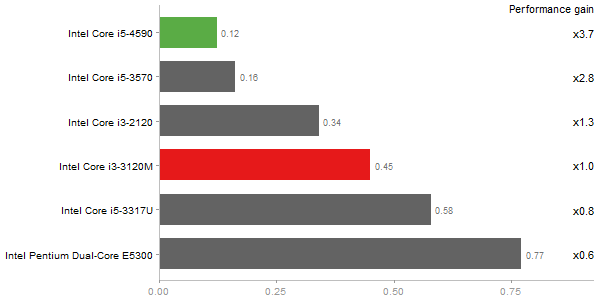 Performance gain
Intel Core i5-4590 0.12 x3.7
Intel Core i5-3570 0.16 x2.8
Intel Core i3-2120 0.34 x1.3
Intel Core i3-3120M 0.45 x1.0
Intel Core i5-3317U 0.58 x0.8
Intel Pentium Dual-Core E5300 0.77 x0.6
0.00 0.25 0.50 0.75